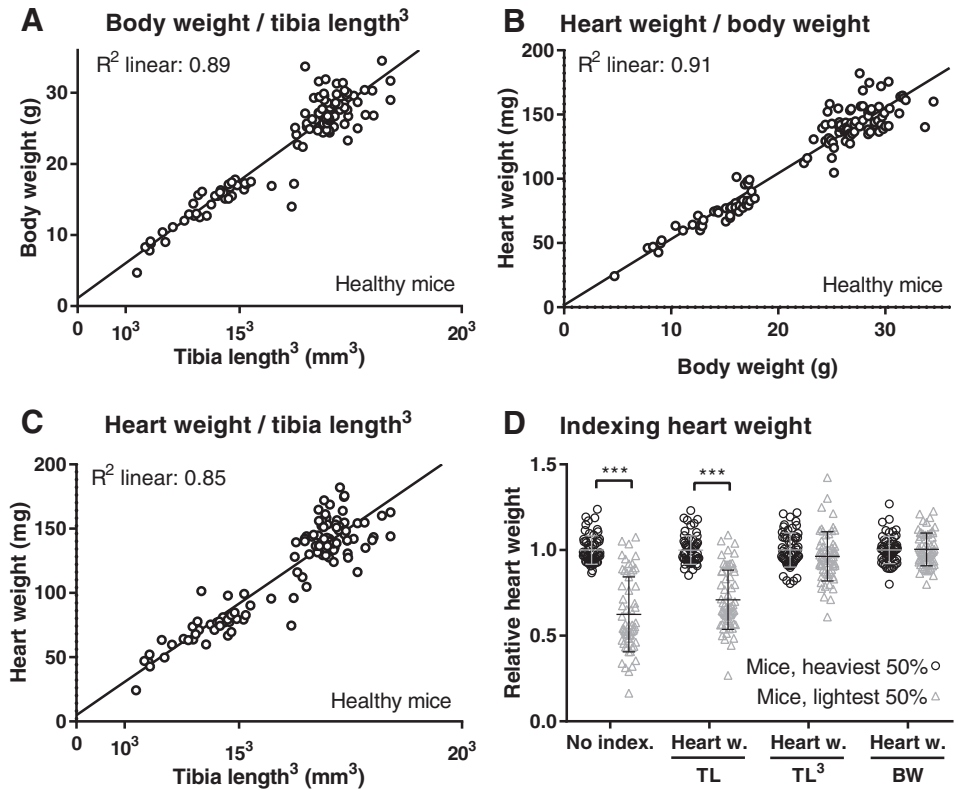 A Body weight / tibia length³
R² linear: 0.89
Body weight (g)
30
20
10
0
Healthy mice
0 10³ 15³ 20³
Tibia length³ (mm³)
B Heart weight / body weight
R² linear: 0.91
Heart weight (mg)
200
150
100
50
0
Healthy mice
0 10 20 30
Body weight (g)
C Heart weight / tibia length³
R² linear: 0.85
Heart weight (mg)
200
150
100
50
0
Healthy mice
0 10³ 15³ 20³
Tibia length³ (mm³)
D Indexing heart weight
Relative heart weight
1.5
1.0
0.5
0.0
*** ***
Mice, heaviest 50%
Mice, lightest 50%
No index. Heart w. Heart w. Heart w.
TL TL³ BW